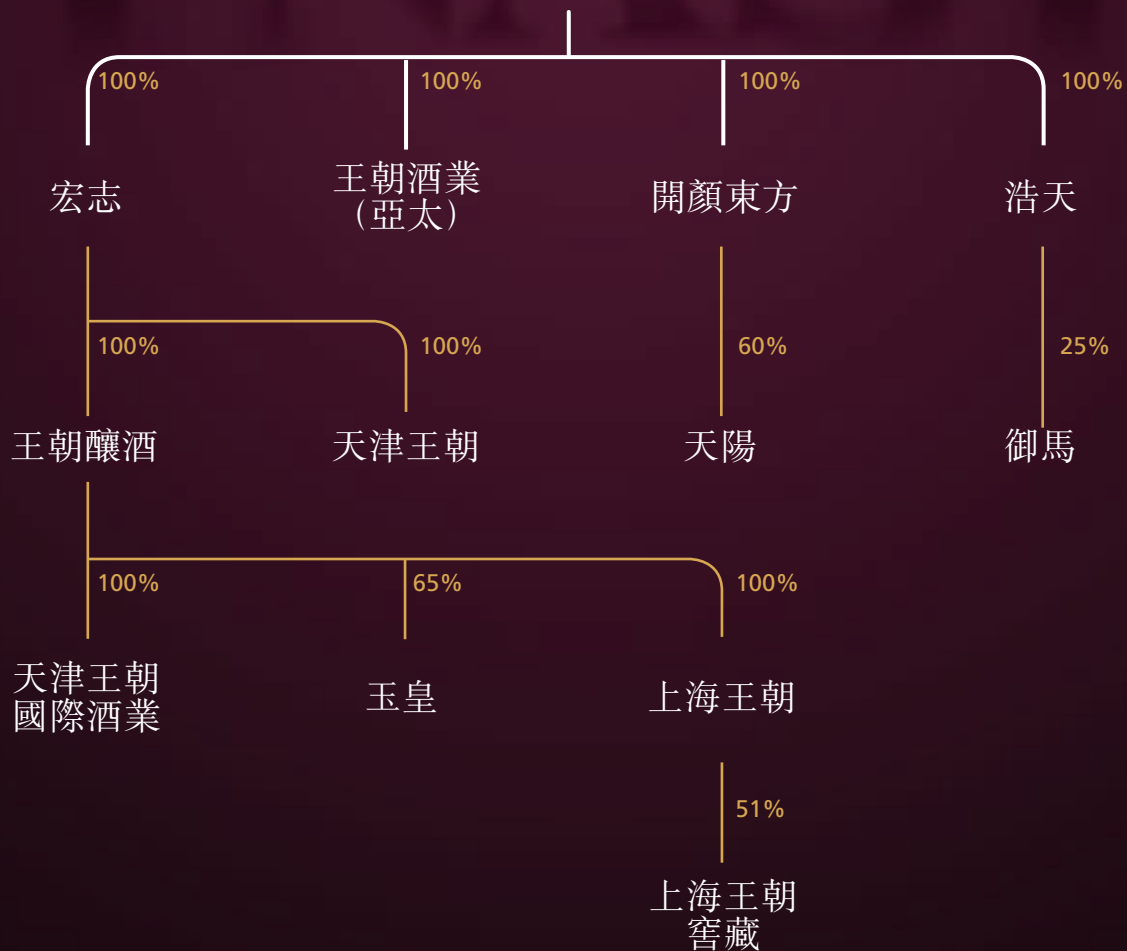 100%
100%
100%
100%
宏志
王朝酒業
（亞太）
開顏東方
浩天
100%
100%
60%
25%
王朝釀酒
天津王朝
天陽
御馬
100%
65%
100%
天津王朝
國際酒業
玉皇
上海王朝
51%
上海王朝
窖藏